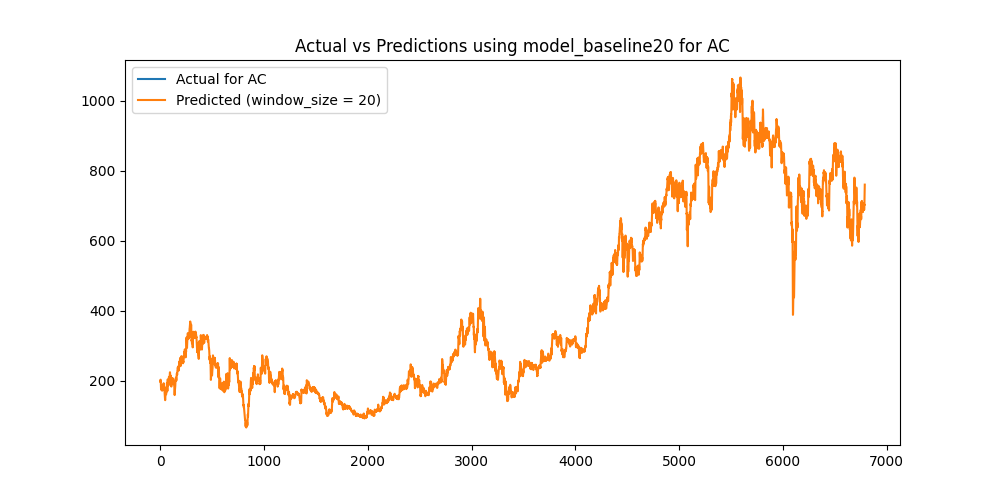 Actual vs Predictions using model_baseline20 for AC
Actual for AC
Predicted (window_size = 20)
1000
800
600
400
200
0 1000 2000 3000 4000 5000 6000 7000